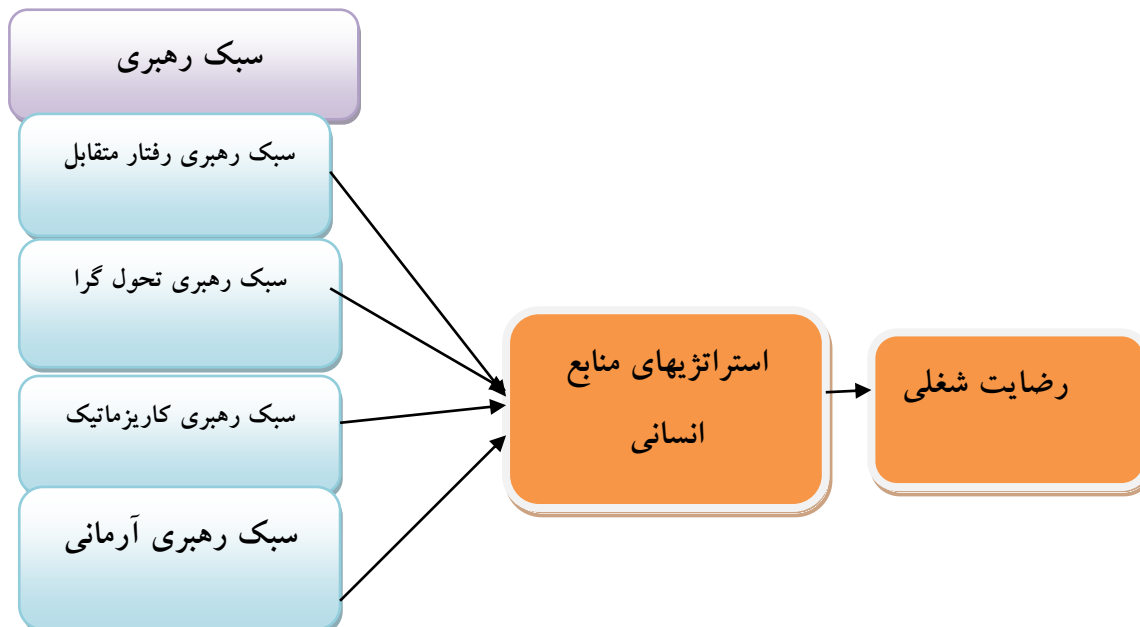 سبک رهبری
سبک رهبری رفتار متقابل
سبک رهبری تحول گرا
سبک رهبری کاریزماتیک
سبک رهبری آرمانی
استراتژیهای منابع
انسانی
رضایت شغلی